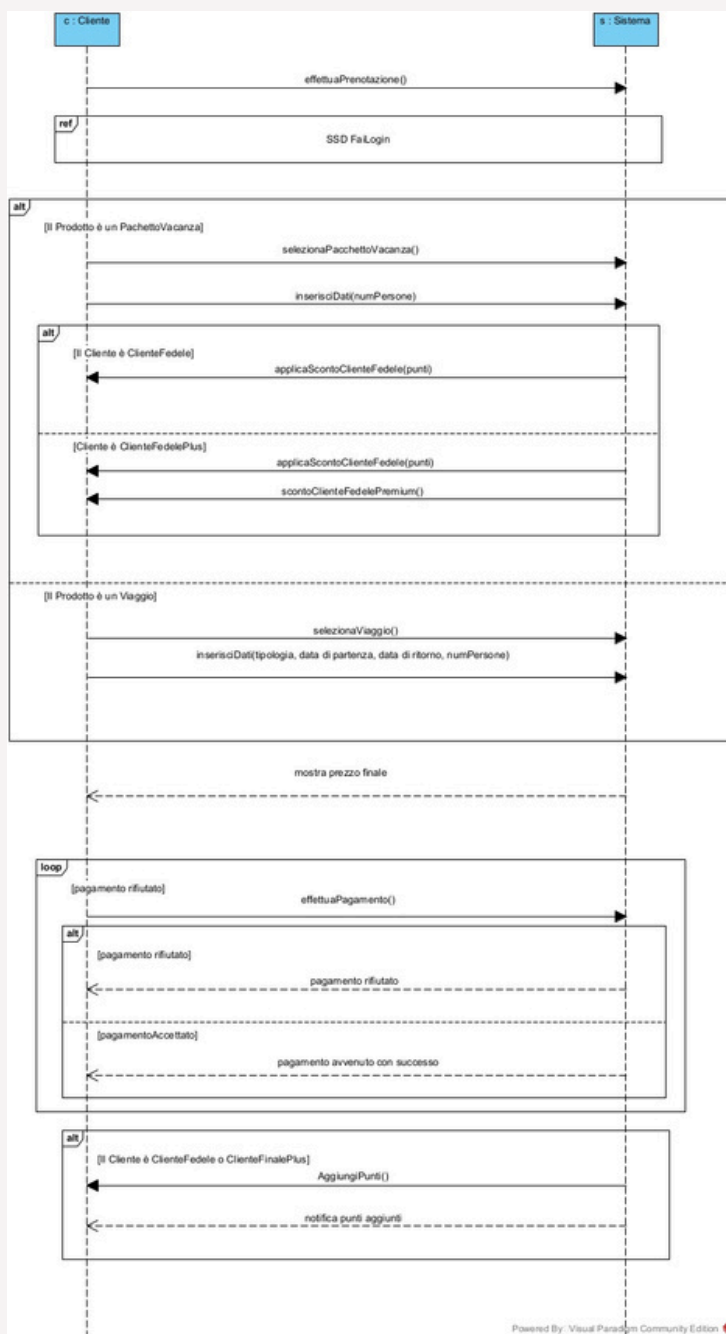 c : Cliente
s : Sistema
effettuaPrenotazione()
ref
SSD FaiLogin
alt
[Il Prodotto è un PachettoVacanza]
selezionaPacchettoVacanza()
inserisciDati(numPersone)
alt
[Il Cliente è ClienteFedele]
applicaScontoClienteFedele(punti)
[Cliente è ClienteFedelePlus]
applicaScontoClienteFedele(punti)
scontoClienteFedelePremium()
[Il Prodotto è un Viaggio]
selezionaViaggio()
inserisciDati(tipologia, data di partenza, data di ritorno, numPersone)
mostra prezzo finale
loop
[pagamento rifiutato]
effettuaPagamento()
alt
[pagamento rifiutato]
pagamento rifiutato
[pagamentoAccettato]
pagamento avvenuto con successo
alt
[Il Cliente è ClienteFedele o ClienteFinalePlus]
AggiungiPunti()
notifica punti aggiunti
Powered By Visual Paradigm Community Edition